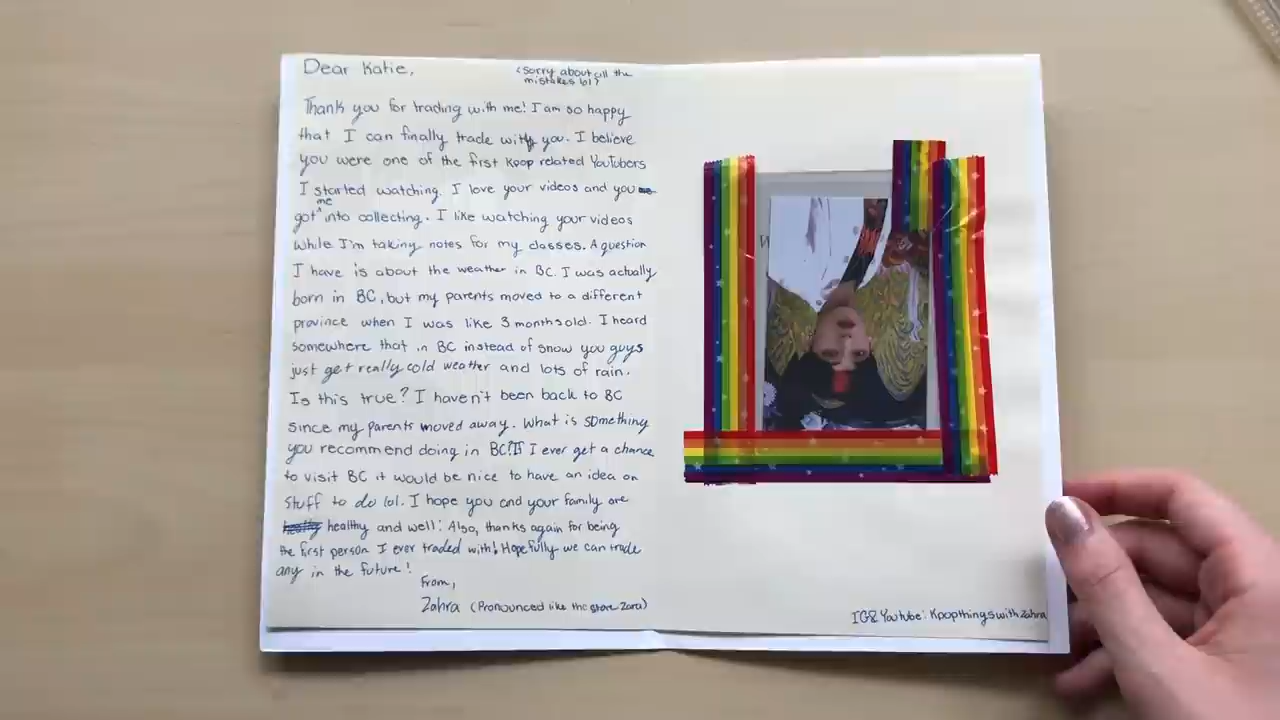 Dear Katie,
(Sorry about all the
mistakes lol)
Thank you for trading with me! I am so happy
that I can finally trade with you. I believe
you were one of the first Kpop related YouTubers
I started watching. I love your videos and you
got me into collecting. I like watching your videos
while I'm taking notes for my classes. A question
I have is about the weather in BC. I was actually
born in BC, but my parents moved to a different
province when I was like 3 months old. I heard
somewhere that in BC instead of snow you guys
just get really cold weather and lots of rain.
Is this true? I haven't been back to BC
since my parents moved away. What is something
you recommend doing in BC? If I ever get a chance
to visit BC it would be nice to have an idea on
stuff to do lol. I hope you and your family are
healthy and well! Also, thanks again for being
the first person I ever traded with! Hopefully we can trade
any in the future!
From,
Zahra (Pronounced like the store Zara)
IG & Youtube: Kpopthingswithzahra